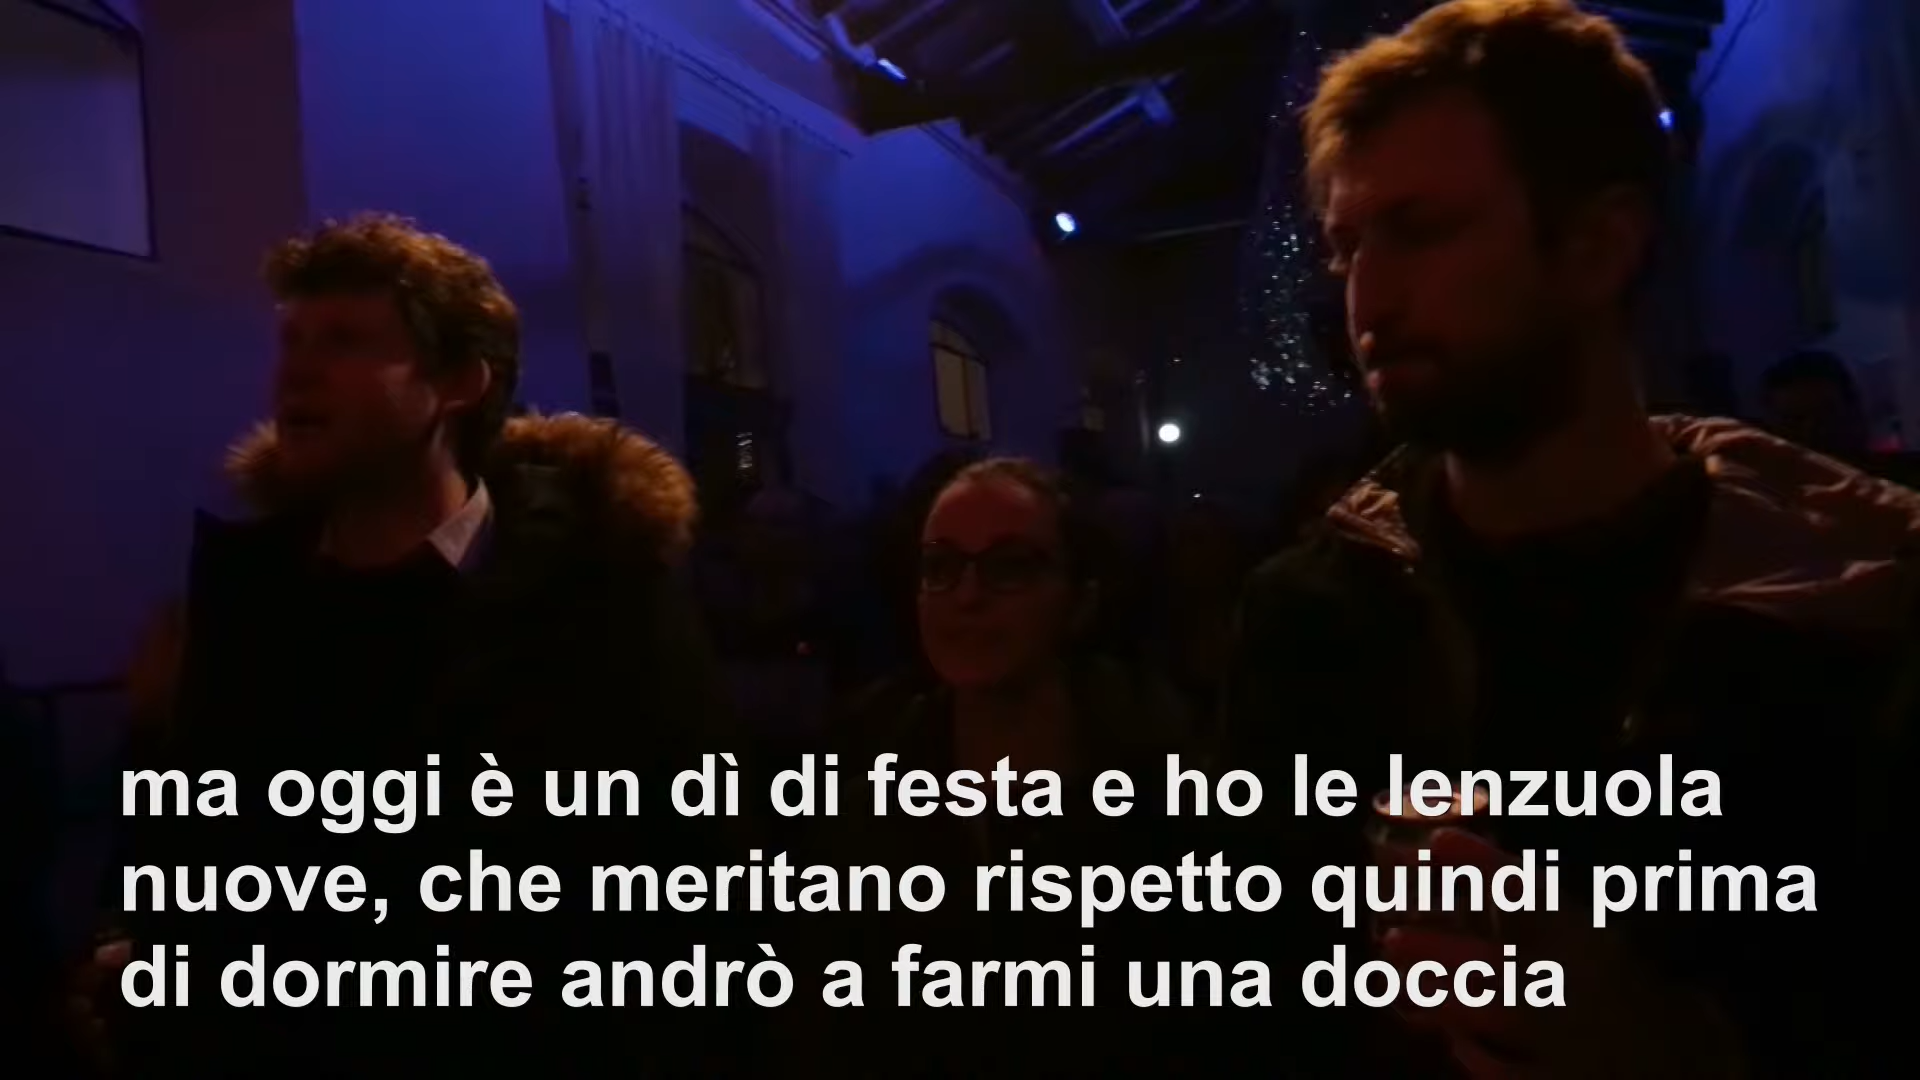 ma oggi è un dì di festa e ho le lenzuola
nuove, che meritano rispetto quindi prima
di dormire andrò a farmi una doccia